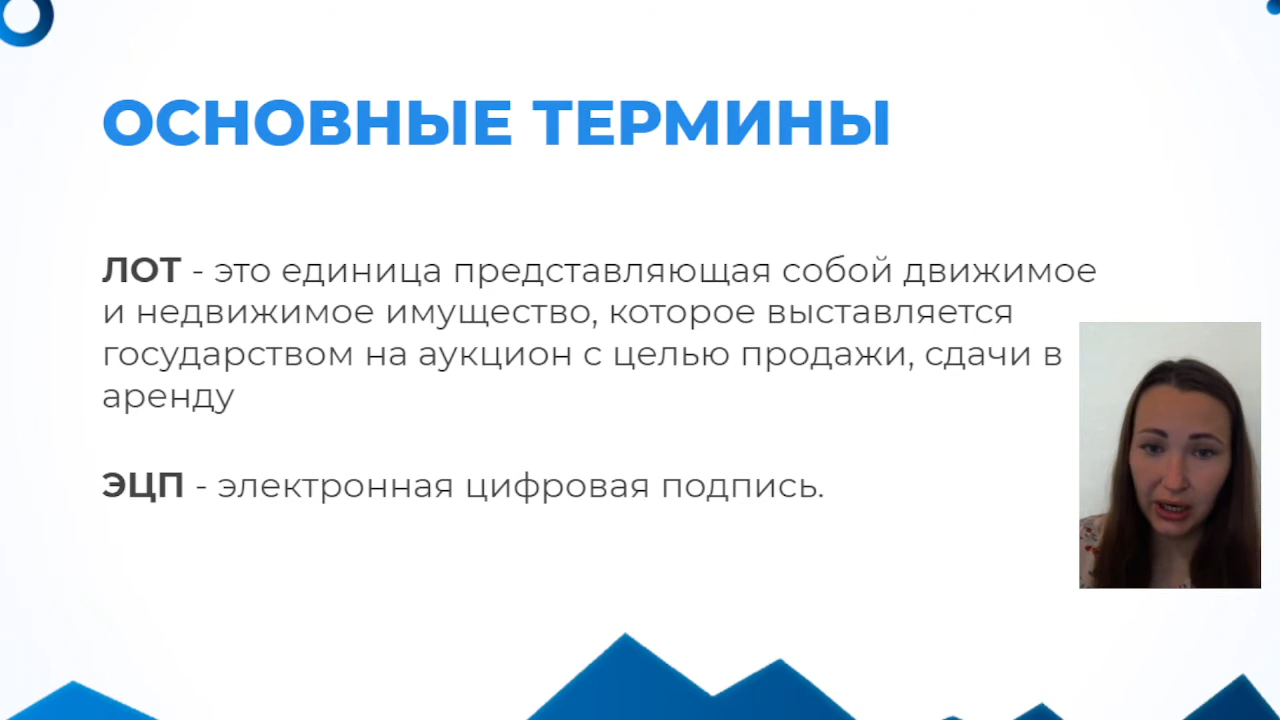 ОСНОВНЫЕ ТЕРМИНЫ
ЛОТ - это единица представляющая собой движимое
и недвижимое имущество, которое выставляется
государством на аукцион с целью продажи, сдачи в
аренду
ЭЦП - электронная цифровая подпись.